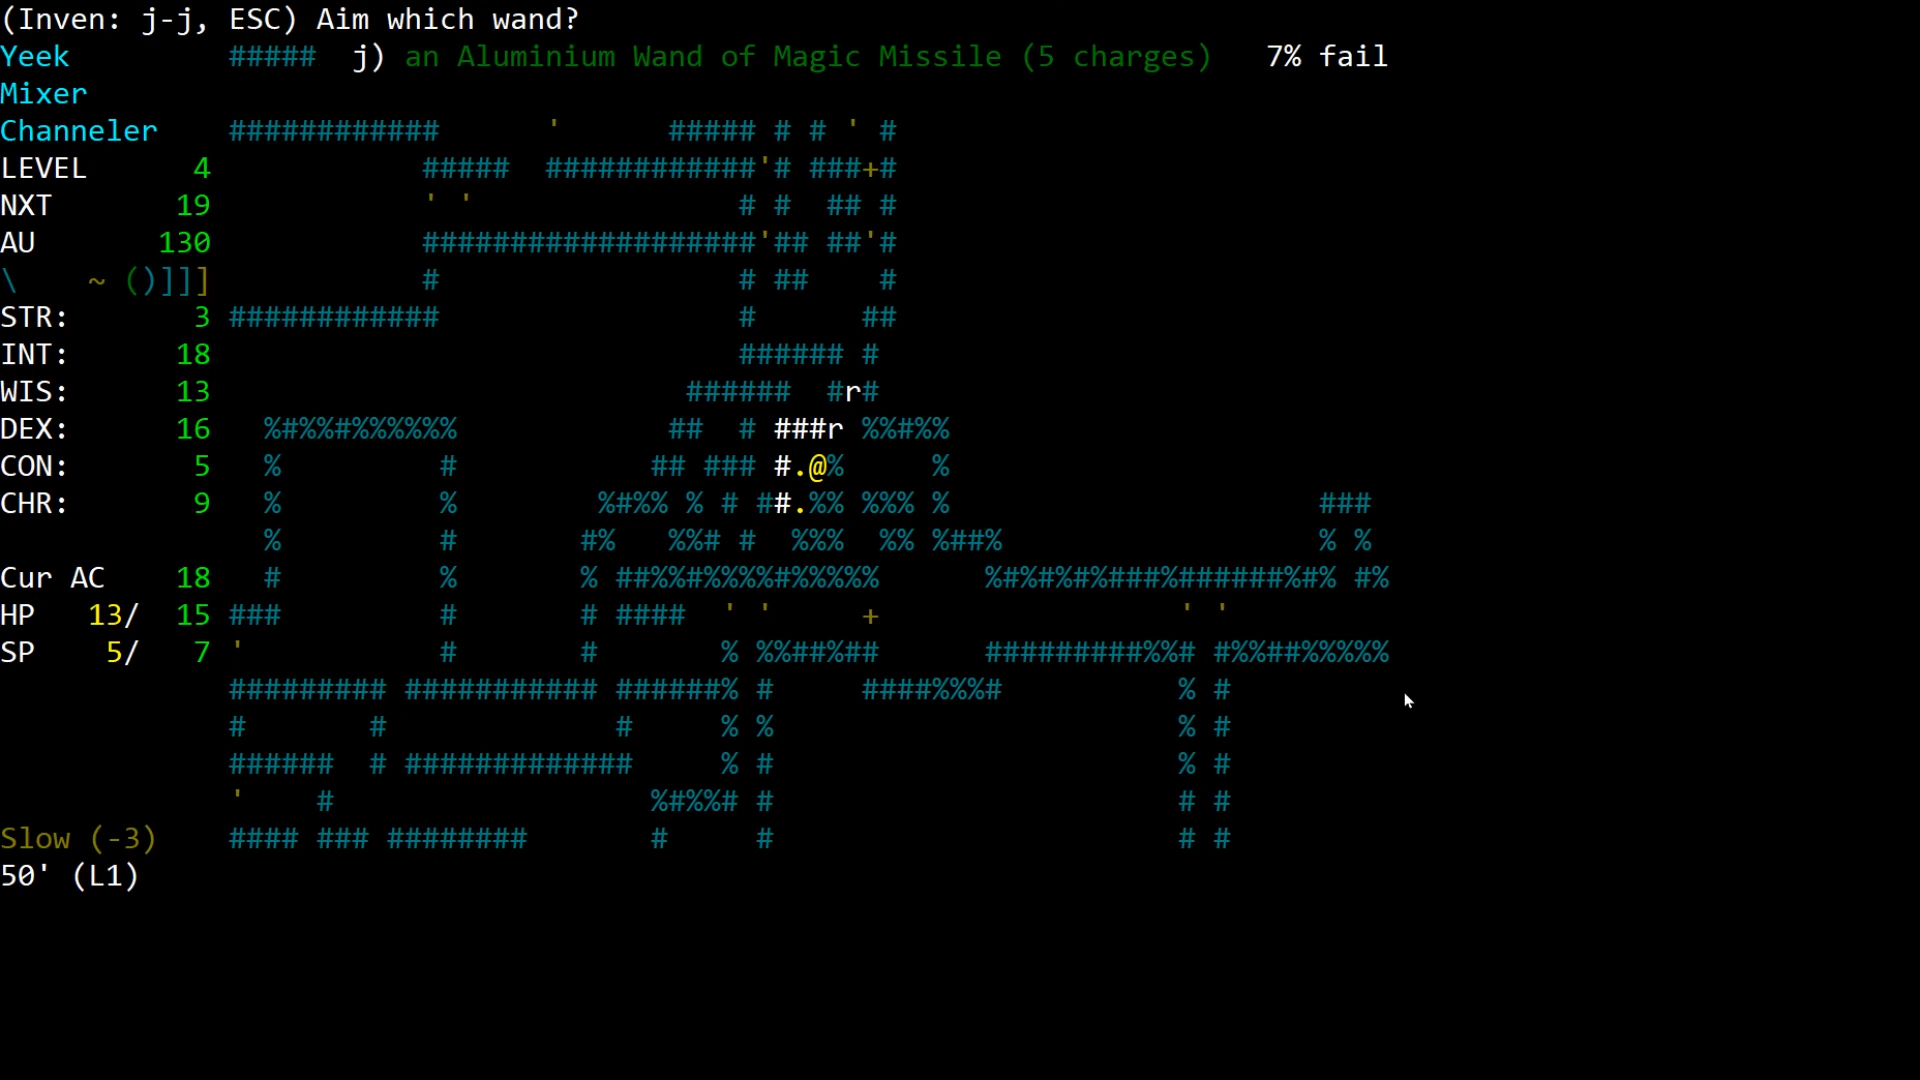 (Inven: j-j, ESC) Aim which wand?
Yeek        #####  j) an Aluminium Wand of Magic Missile (5 charges)   7% fail
Mixer
Channeler    ############      '      ##### # # ' #
LEVEL      4            #####  ############'# ###+#
NXT       19            ' '               # #  ## #
AU       130            ###################'## ##'#
\    ~ ()]]]            #                 # ##    #
STR:       3 ############                 #      ##
INT:      18                              ###### #
WIS:      13                           ######  #r#
DEX:      16   %#%%#%%%%%%            ##  # ###r %%#%%
CON:       5   %         #           ## ### #.@%     %
CHR:       9   %         %        %#%% % # ##.%% %%% %                     ###
               %         #       #%   %%# #  %%%  %% %##%                  % %
Cur AC    18   #         %       % ##%%#%%%%#%%%%%      %#%#%#%###%######%#% #%
HP   13/  15 ###         #       # ####  ' '     +                 ' '
SP    5/   7 '           #       #       % %%##%##      #########%%# #%%##%%%%%
             ######### ########### ######% #     ####%%%#          % #
             #       #             #     % %                       % #
             ######  # #############     % #                       % #
             '    #                  %#%%# #                       # #
Slow (-3)    #### ### ########       #     #                       # #
50' (L1)